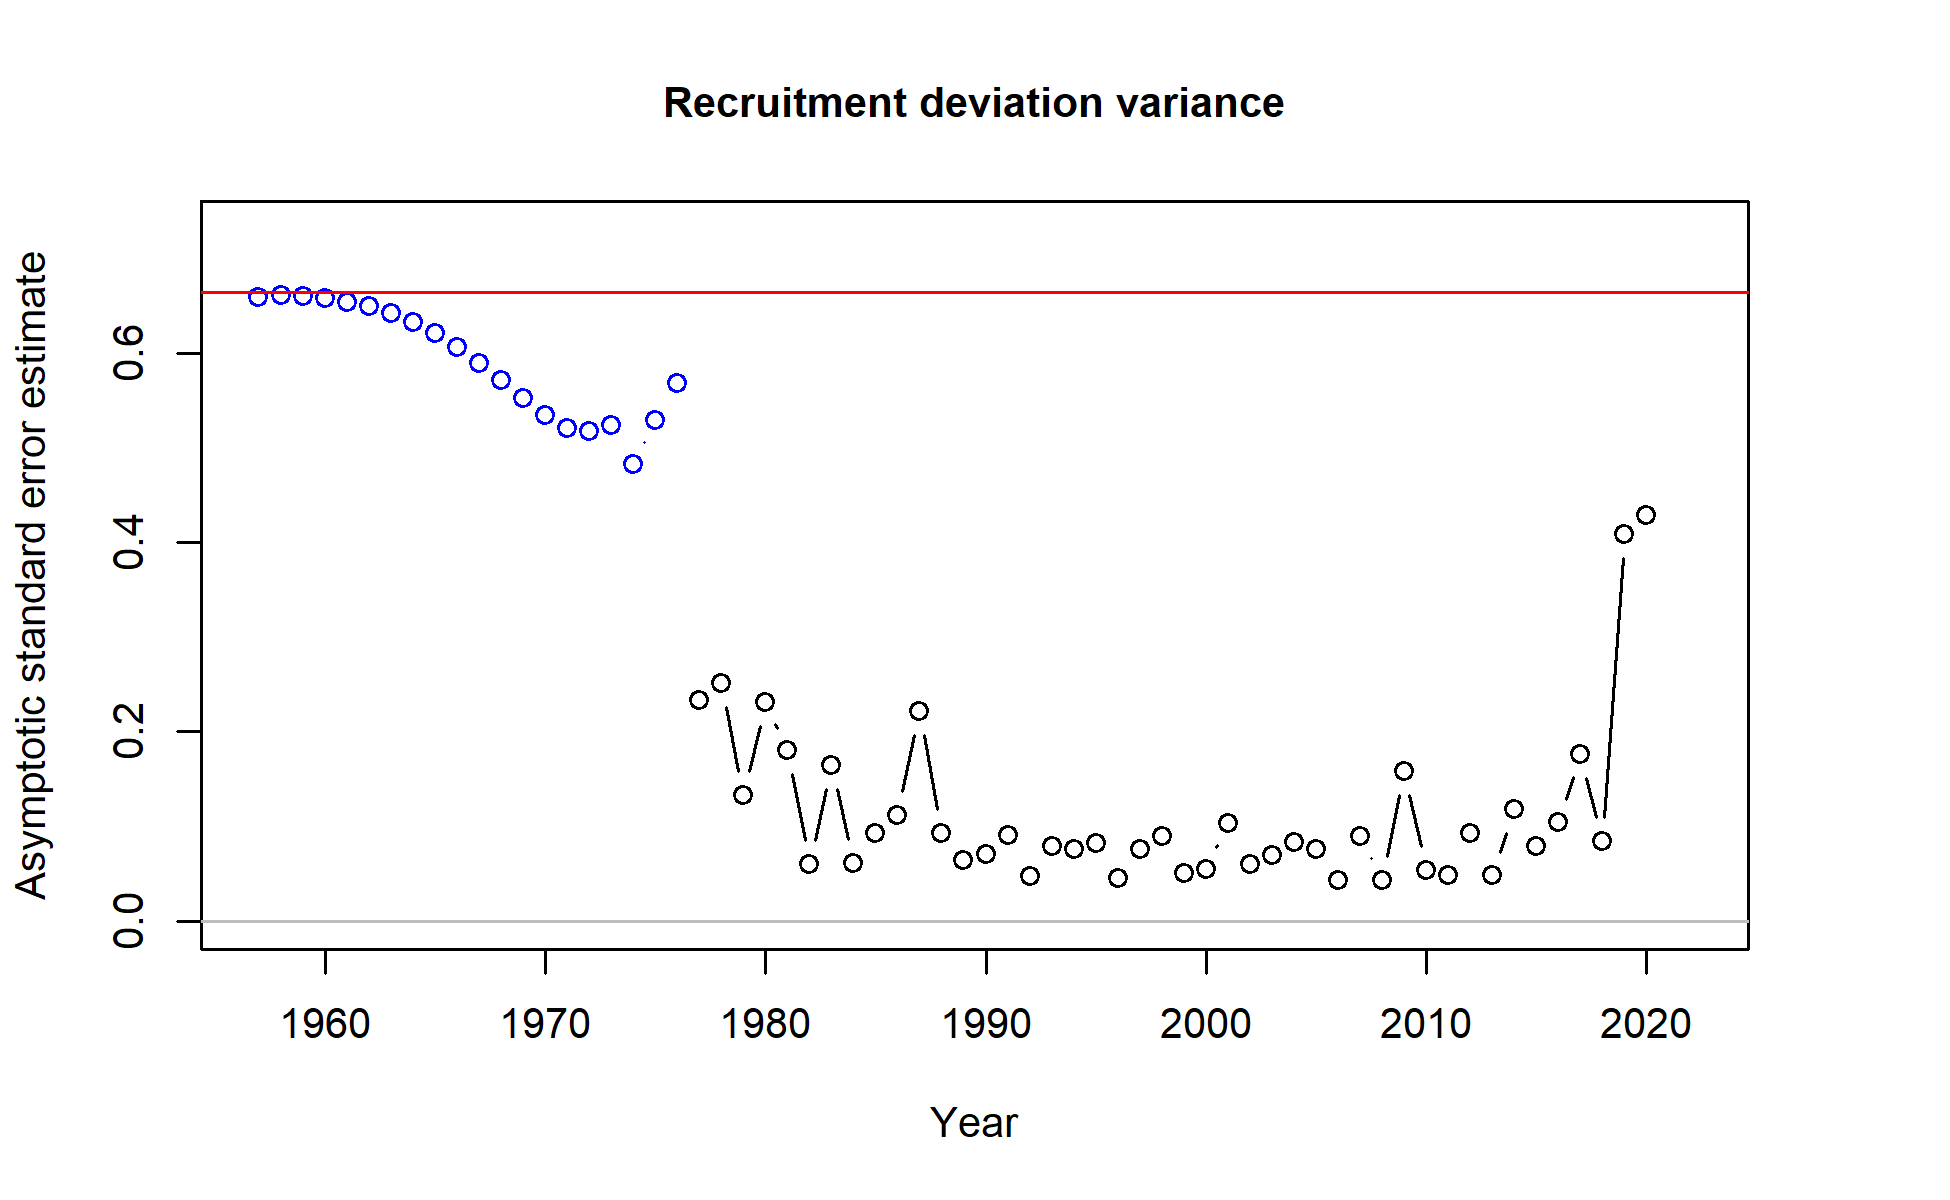 Recruitment deviation variance
Asymptotic standard error estimate
0.6
0.4
0.2
0.0
1960 1970 1980 1990 2000 2010 2020
Year